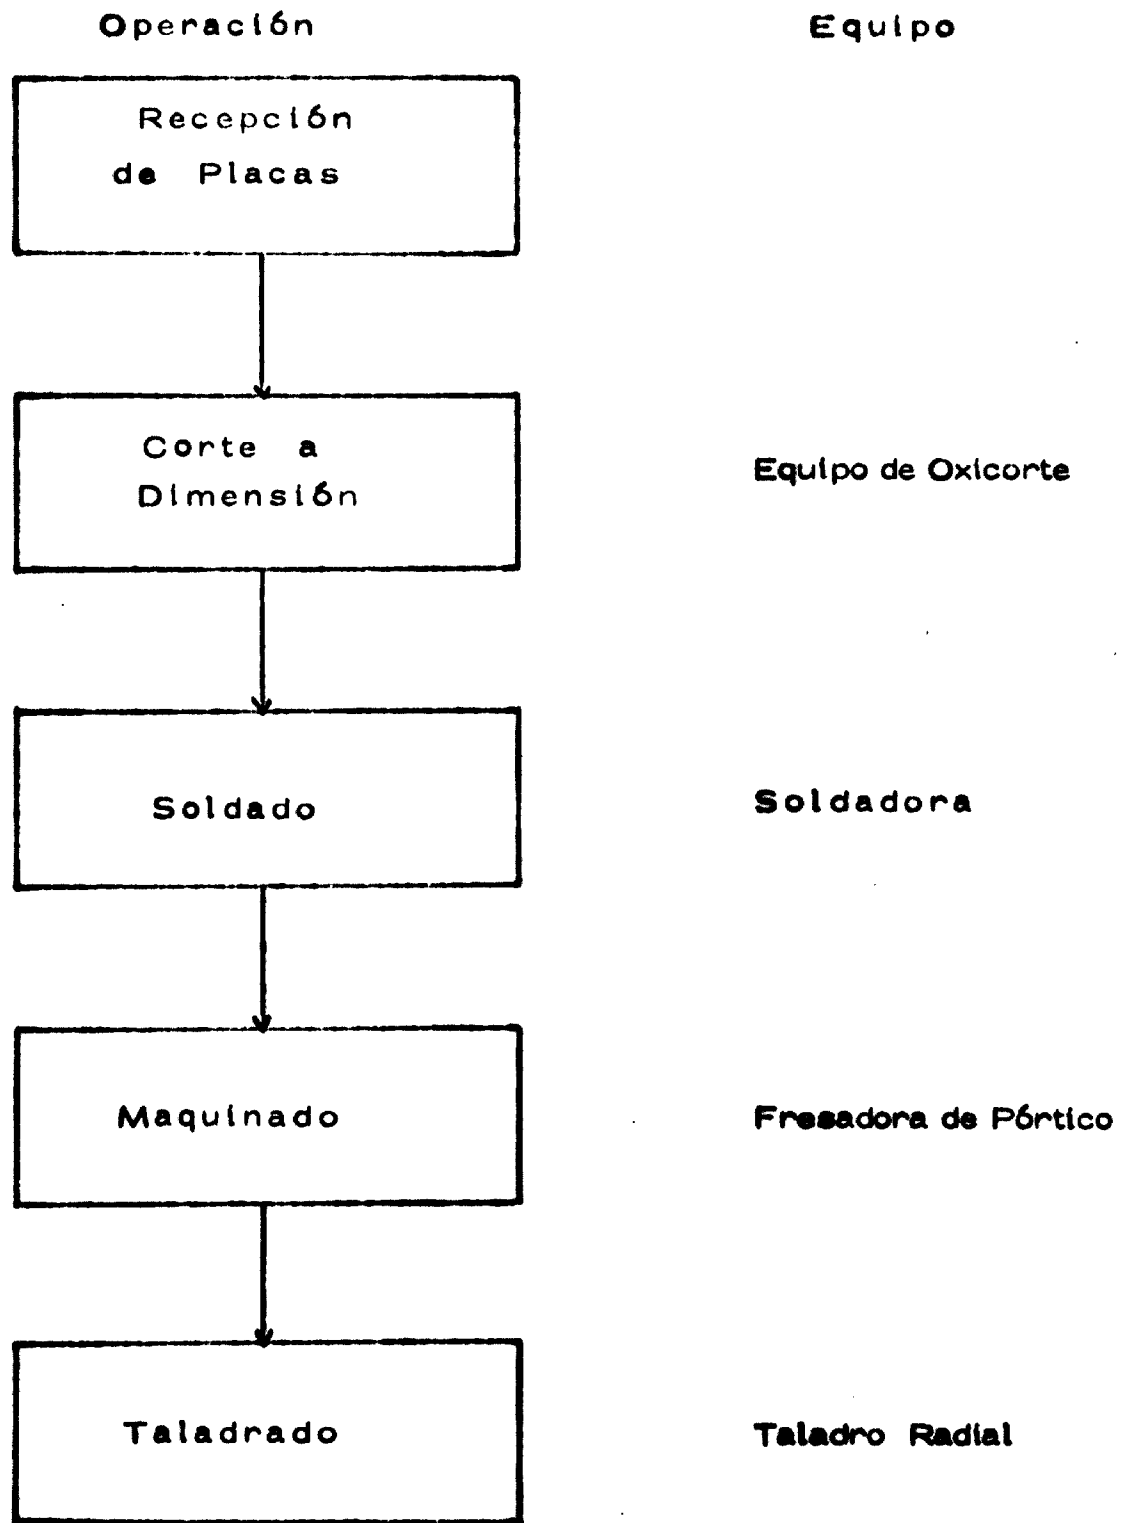 Operación Equipo
Recepción
de Placas
Corte a
Dimensión
Equipo de Oxicorte
Soldado
Soldadora
Maquinado
Fresadora de Pórtico
Taladrado
Taladro Radial